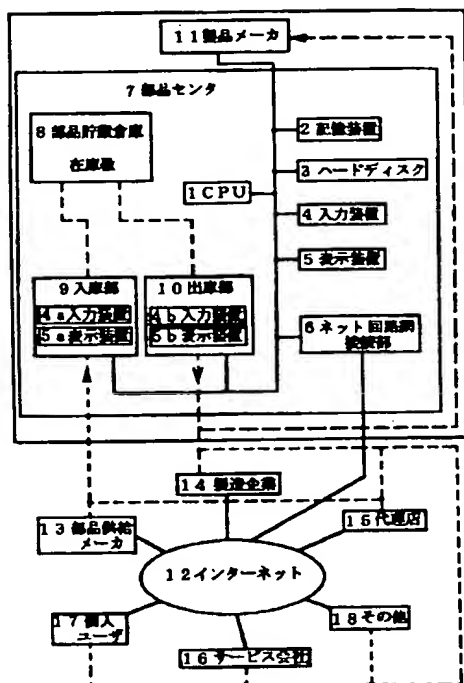 11製品メーカ
7部品センタ
8部品貯蔵倉庫
在庫数
2記憶装置
3ハードディスク
1CPU
4入力装置
5表示装置
9入庫部
4a入力装置
5a表示装置
10出庫部
4b入力装置
5b表示装置
6ネット回路網
接続部
14製造企業
13部品供給
メーカ
15代理店
12インターネット
17個人
ユーザ
18その他
16サービス会社